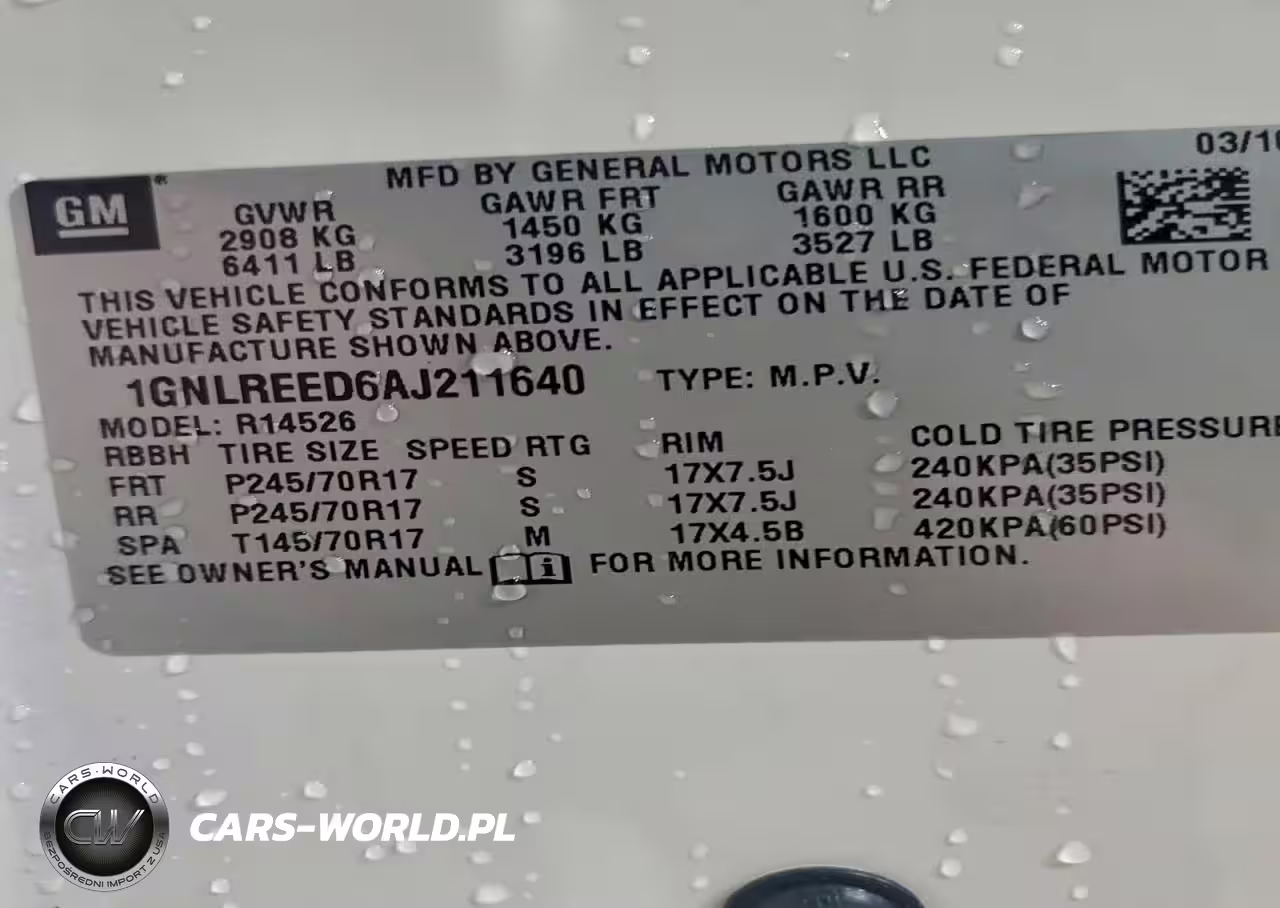 03/10
MFD BY GENERAL MOTORS LLC
GM
GVWR GAWR FRT GAWR RR
2908 KG 1450 KG 1600 KG
6411 LB 3196 LB 3527 LB
THIS VEHICLE CONFORMS TO ALL APPLICABLE U.S. FEDERAL MOTOR
VEHICLE SAFETY STANDARDS IN EFFECT ON THE DATE OF
MANUFACTURE SHOWN ABOVE.
1GNLREED6AJ211640 TYPE: M.P.V.
MODEL: R14526
RBBH TIRE SIZE SPEED RTG RIM COLD TIRE PRESSURE
FRT P245/70R17 S 17X7.5J 240KPA(35PSI)
RR P245/70R17 S 17X7.5J 240KPA(35PSI)
SPA T145/70R17 M 17X4.5B 420KPA(60PSI)
SEE OWNER'S MANUAL i FOR MORE INFORMATION.
CARS-WORLD
CW
BEZPOŚREDNI IMPORT Z USA
CARS-WORLD.PL